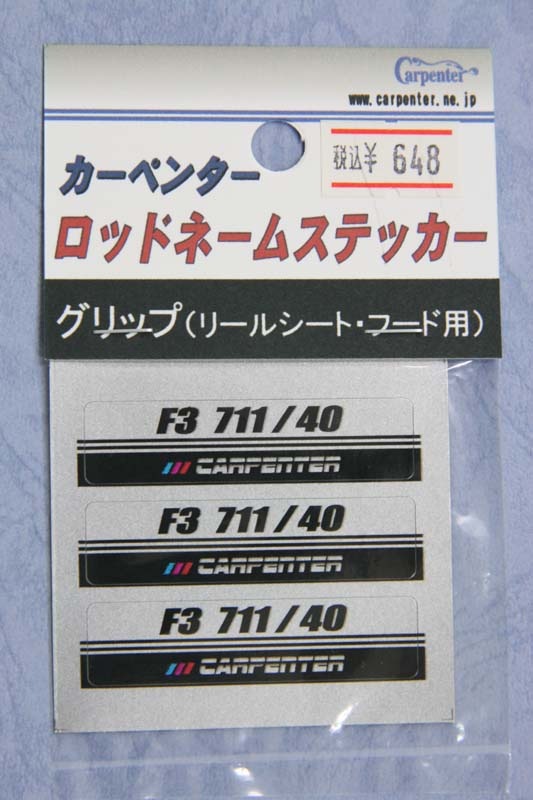 Carpenter
www.carpenter.ne.jp
税込¥ 648
カーペンター
ロッドネームステッカー
グリップ(リールシート・フード用)
F3 711/40
CARPENTER
F3 711/40
CARPENTER
F3 711/40
CARPENTER